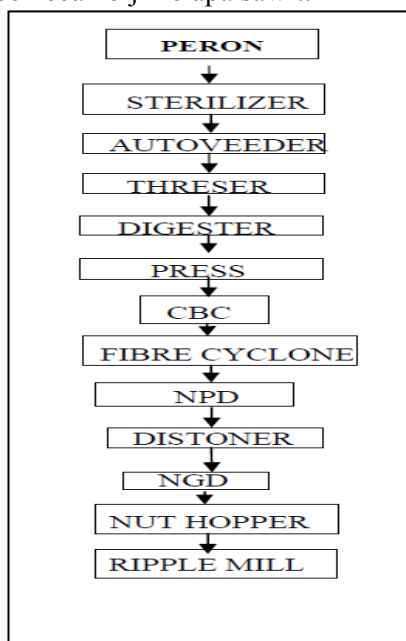 PERON
STERILIZER
AUTOVEEDER
THRESER
DIGESTER
PRESS
CBC
FIBRE CYCLONE
NPD
DISTONER
NGD
NUT HOPPER
RIPPLE MILL